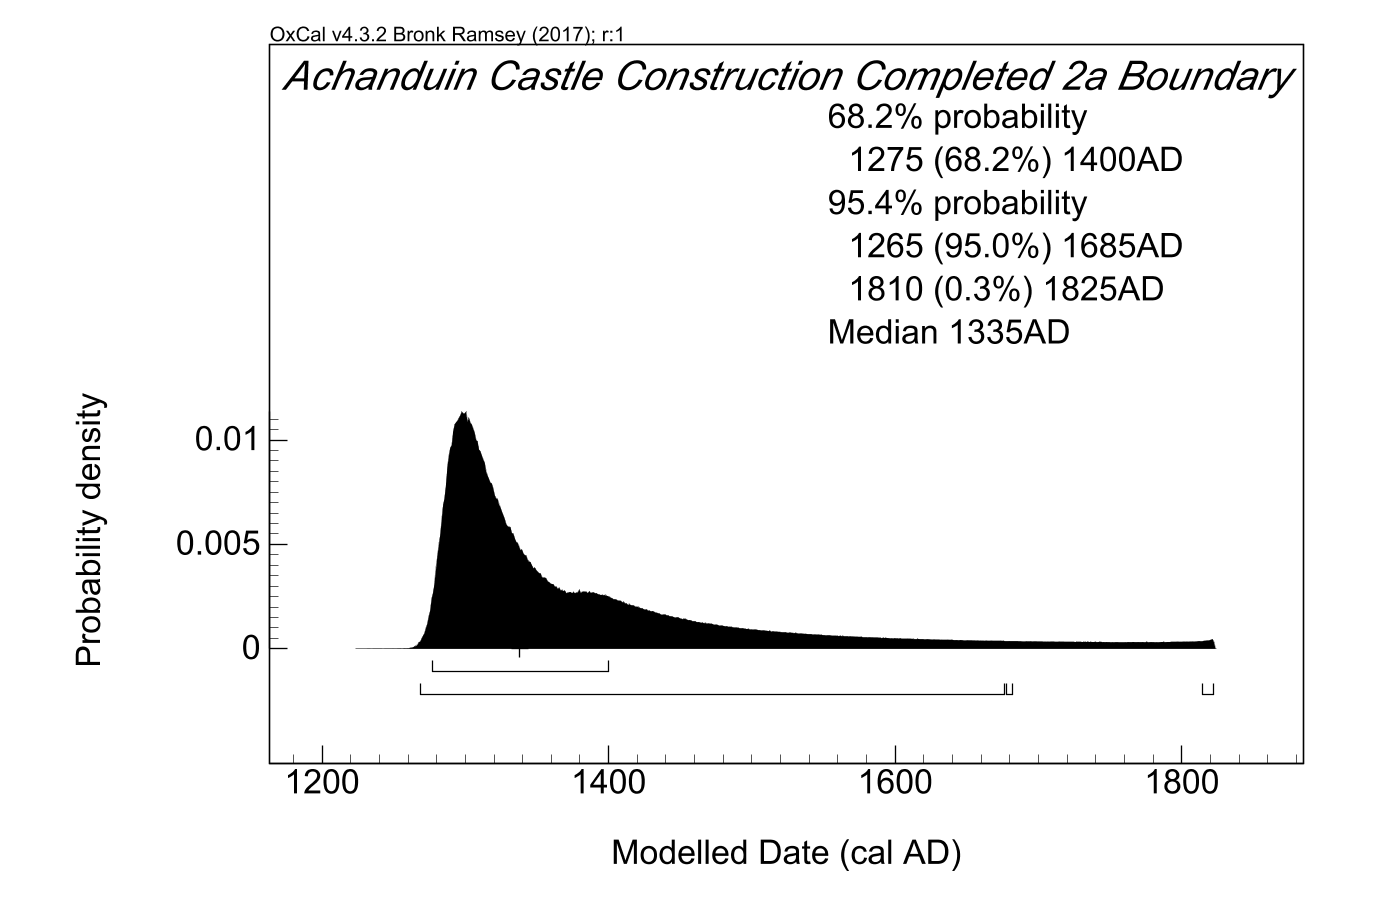 OxCal v4.3.2 Bronk Ramsey (2017); r:1
Achanduin Castle Construction Completed 2a Boundary
68.2% probability
1275 (68.2%) 1400AD
95.4% probability
1265 (95.0%) 1685AD
1810 (0.3%) 1825AD
Median 1335AD
Probability density
0.01
0.005
0
1200 1400 1600 1800
Modelled Date (cal AD)